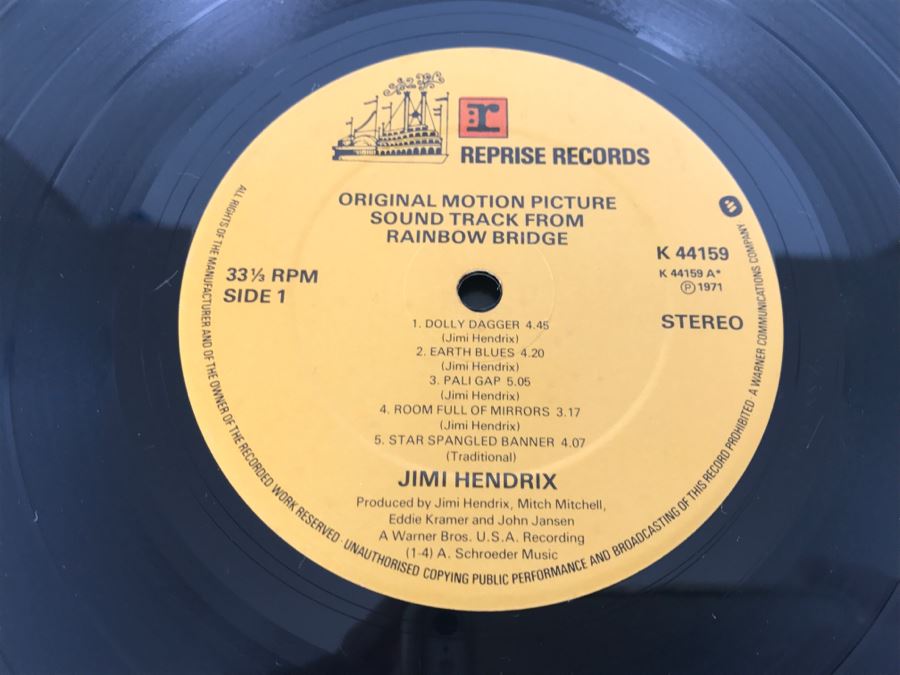 r
REPRISE RECORDS
ORIGINAL MOTION PICTURE
SOUND TRACK FROM
RAINBOW BRIDGE
33⅓ RPM
SIDE 1
K 44159
K 44159 A*
Ⓟ 1971
STEREO
1. DOLLY DAGGER 4.45
(Jimi Hendrix)
2. EARTH BLUES 4.20
(Jimi Hendrix)
3. PALI GAP 5.05
(Jimi Hendrix)
4. ROOM FULL OF MIRRORS 3.17
(Jimi Hendrix)
5. STAR SPANGLED BANNER 4.07
(Traditional)
JIMI HENDRIX
Produced by Jimi Hendrix, Mitch Mitchell,
Eddie Kramer and John Jansen
A Warner Bros. U.S.A. Recording
(1-4) A. Schroeder Music
ALL RIGHTS OF THE MANUFACTURER AND OF THE OWNER OF THE RECORDED WORK RESERVED · UNAUTHORISED COPYING PUBLIC PERFORMANCE AND BROADCASTING OF THIS RECORD PROHIBITED · A WARNER COMMUNICATIONS COMPANY